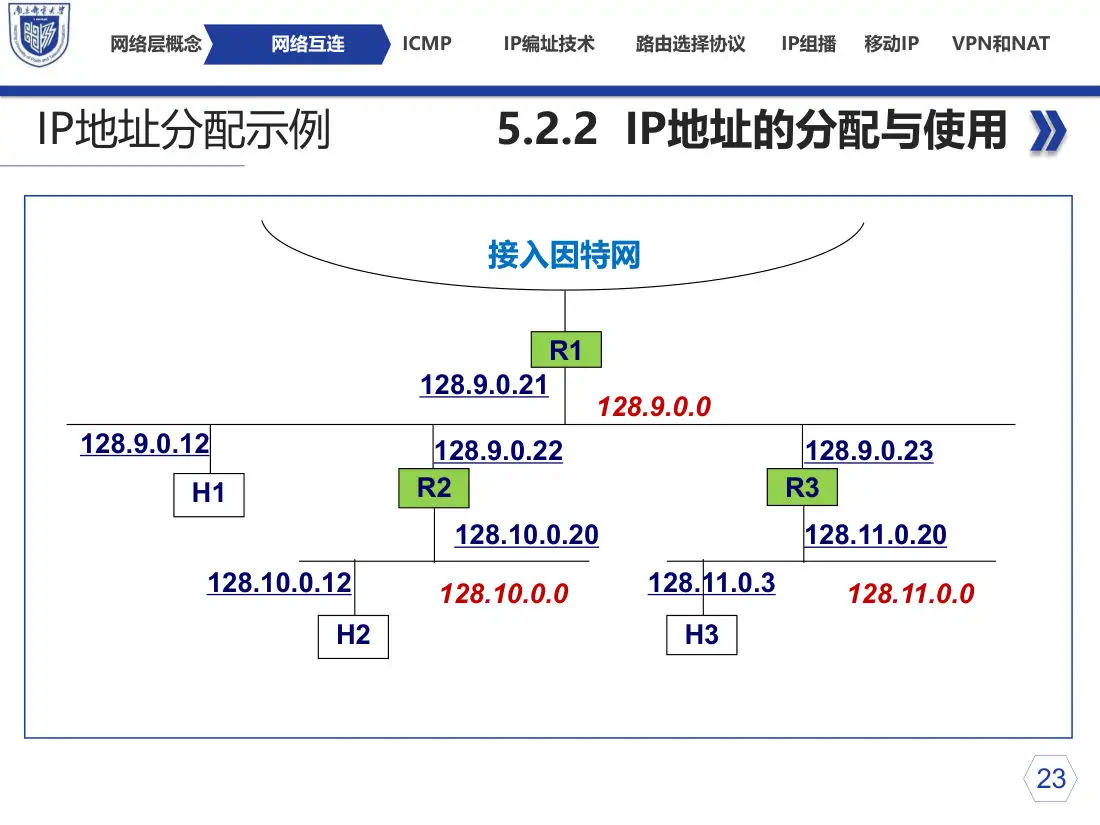 南京邮电大学
网络层概念 网络互连 ICMP IP编址技术 路由选择协议 IP组播 移动IP VPN和NAT
IP地址分配示例
5.2.2 IP地址的分配与使用
接入因特网
R1
128.9.0.21
128.9.0.0
128.9.0.12
128.9.0.22
128.9.0.23
H1
R2
R3
128.10.0.20
128.11.0.20
128.10.0.12
128.10.0.0
128.11.0.3
128.11.0.0
H2
H3
23